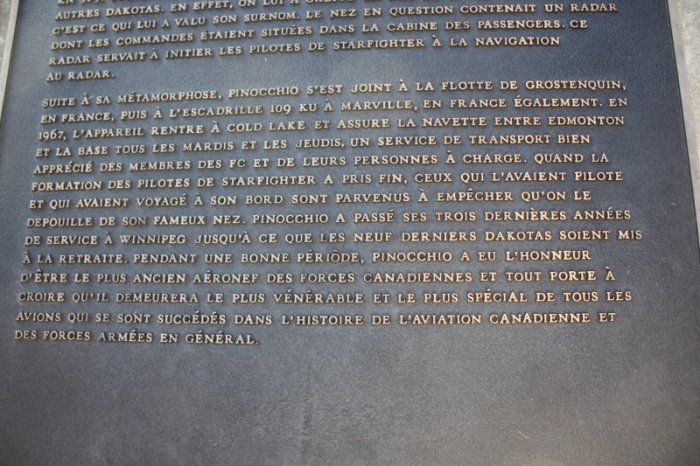 AUTRES DAKOTAS. EN EFFET, ON LUI A
C'EST CE QUI LUI A VALU SON SURNOM. LE NEZ EN QUESTION CONTENAIT UN RADAR
DONT LES COMMANDES ÉTAIENT SITUÉES DANS LA CABINE DES PASSENGERS. CE
RADAR SERVAIT À INITIER LES PILOTES DE STARFIGHTER À LA NAVIGATION
AU RADAR.
SUITE À SA MÉTAMORPHOSE, PINOCCHIO S'EST JOINT À LA FLOTTE DE GROSTENQUIN,
EN FRANCE, PUIS À L'ESCADRILLE 109 KU À MARVILLE, EN FRANCE ÉGALEMENT. EN
1967, L'APPAREIL RENTRE À COLD LAKE ET ASSURE LA NAVETTE ENTRE EDMONTON
ET LA BASE TOUS LES MARDIS ET LES JEUDIS, UN SERVICE DE TRANSPORT BIEN
APPRÉCIÉ DES MEMBRES DES FC ET DE LEURS PERSONNES À CHARGE. QUAND LA
FORMATION DES PILOTES DE STARFIGHTER A PRIS FIN, CEUX QUI L'AVAIENT PILOTE
ET QUI AVAIENT VOYAGÉ À SON BORD SONT PARVENUS À EMPÊCHER QU'ON LE
DEPOUILLE DE SON FAMEUX NEZ. PINOCCHIO A PASSÉ SES TROIS DERNIÈRES ANNÉES
DE SERVICE À WINNIPEG JUSQU'À CE QUE LES NEUF DERNIERS DAKOTAS SOIENT MIS
À LA RETRAITE. PENDANT UNE BONNE PÉRIÖDE, PINOCCHIO A EU L'HONNEUR
D'ÊTRE LE PLUS ANCIEN AÉRONEF DES FORCES CANADIENNES ET TOUT PORTE À
CROIRE QU'IL DEMEURERA LE PLUS VÉNÉRABLE ET LE PLUS SPÉCIAL DE TOUS LES
AVIONS QUI SE SONT SUCCÉDÉS DANS L'HISTOIRE DE L'AVIATION CANADIENNE ET
DES FORCES ARMÉES EN GÉNÉRAL.